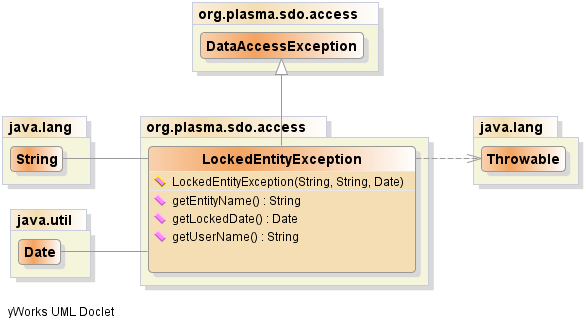 org.plasma.sdo.access
DataAccessException
java.lang
String
org.plasma.sdo.access
LockedEntityException
LockedEntityException(String, String, Date)
getEntityName() : String
getLockedDate() : Date
getUserName() : String
java.lang
Throwable
java.util
Date
yWorks UML Doclet